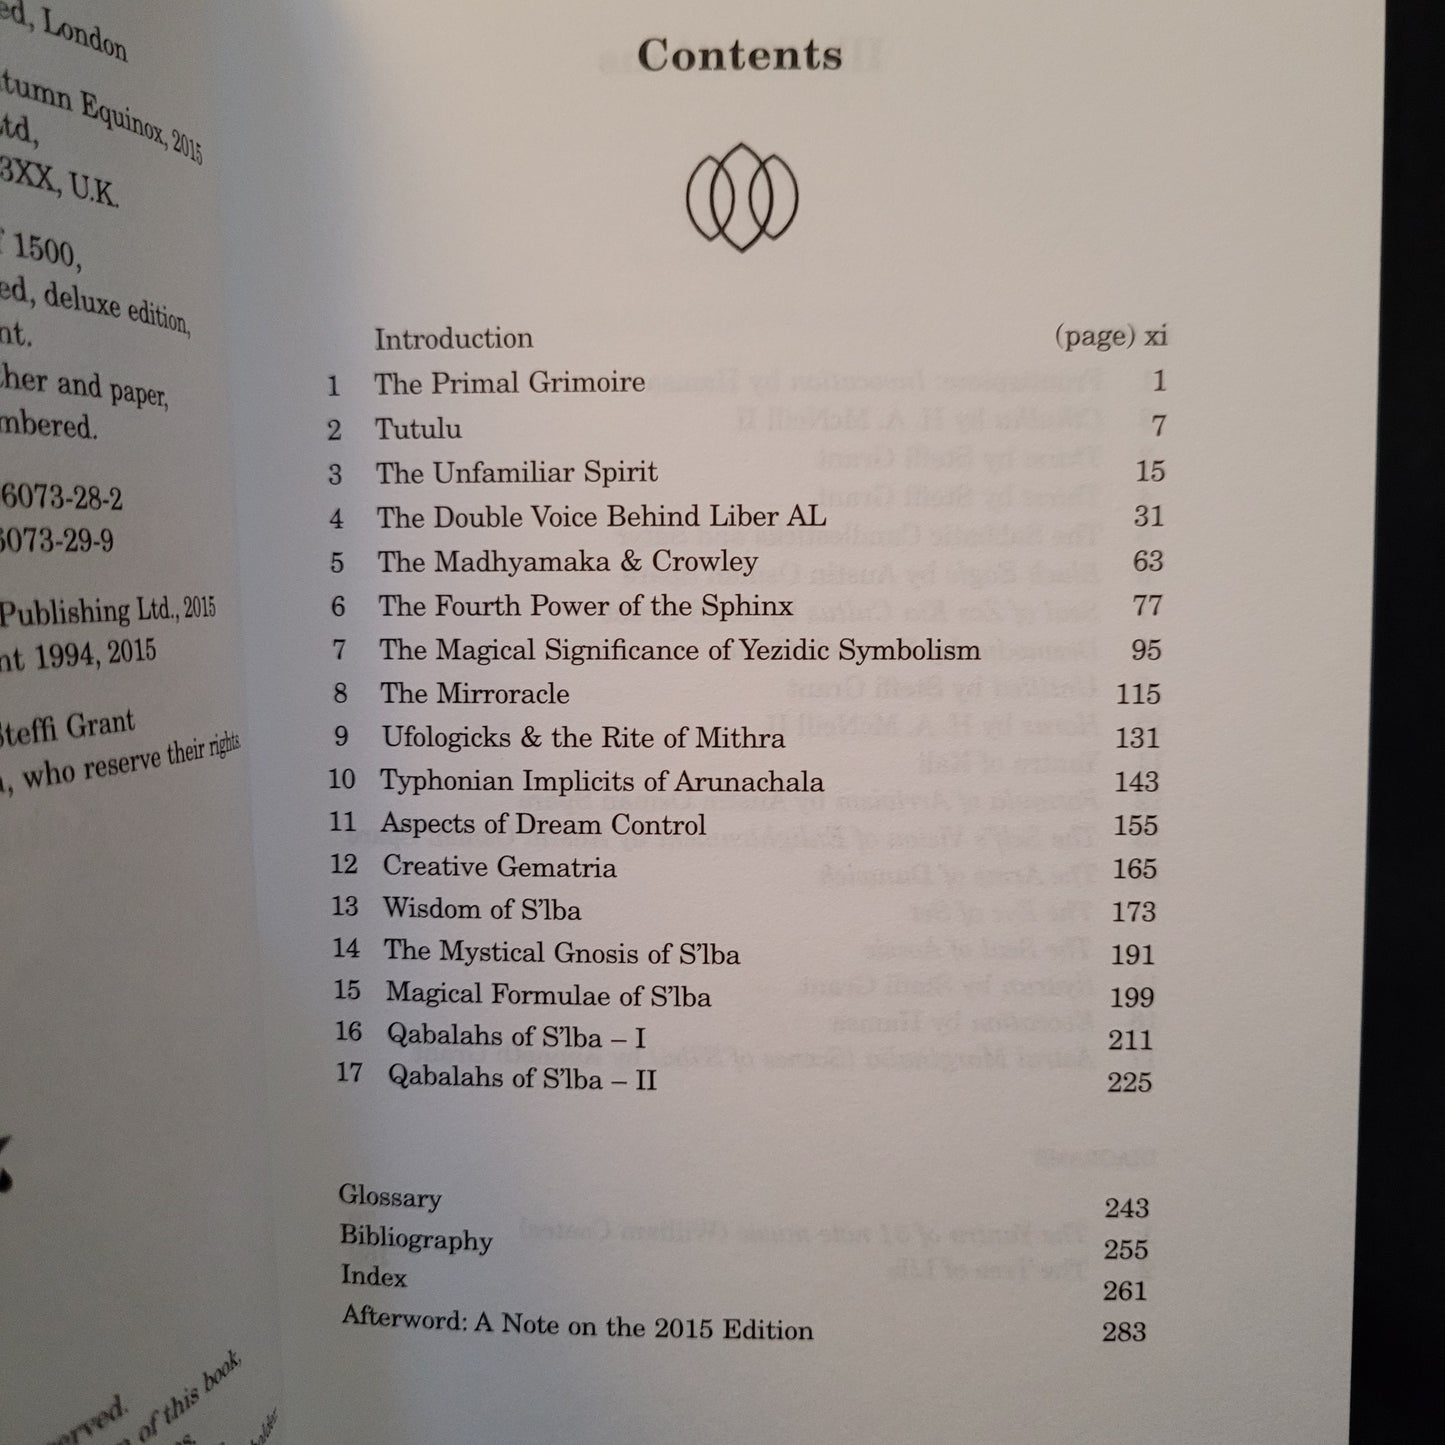 ed, London
tumn Equinox, 2015
td,
3XX, U.K.
1500,
ed, deluxe edition,
nt.
her and paper,
mbered.
6073-28-2
6073-29-9
Publishing Ltd., 2015
nt 1994, 2015
Steffi Grant
, who reserve their rights
erved.
of this book,
holder
Contents
Introduction (page) xi
1 The Primal Grimoire 1
2 Tutulu 7
3 The Unfamiliar Spirit 15
4 The Double Voice Behind Liber AL 31
5 The Madhyamaka & Crowley 63
6 The Fourth Power of the Sphinx 77
7 The Magical Significance of Yezidic Symbolism 95
8 The Mirroracle 115
9 Ufologicks & the Rite of Mithra 131
10 Typhonian Implicits of Arunachala 143
11 Aspects of Dream Control 155
12 Creative Gematria 165
13 Wisdom of S'lba 173
14 The Mystical Gnosis of S'lba 191
15 Magical Formulae of S'lba 199
16 Qabalahs of S'lba – I 211
17 Qabalahs of S'lba – II 225
Glossary 243
Bibliography 255
Index 261
Afterword: A Note on the 2015 Edition 283